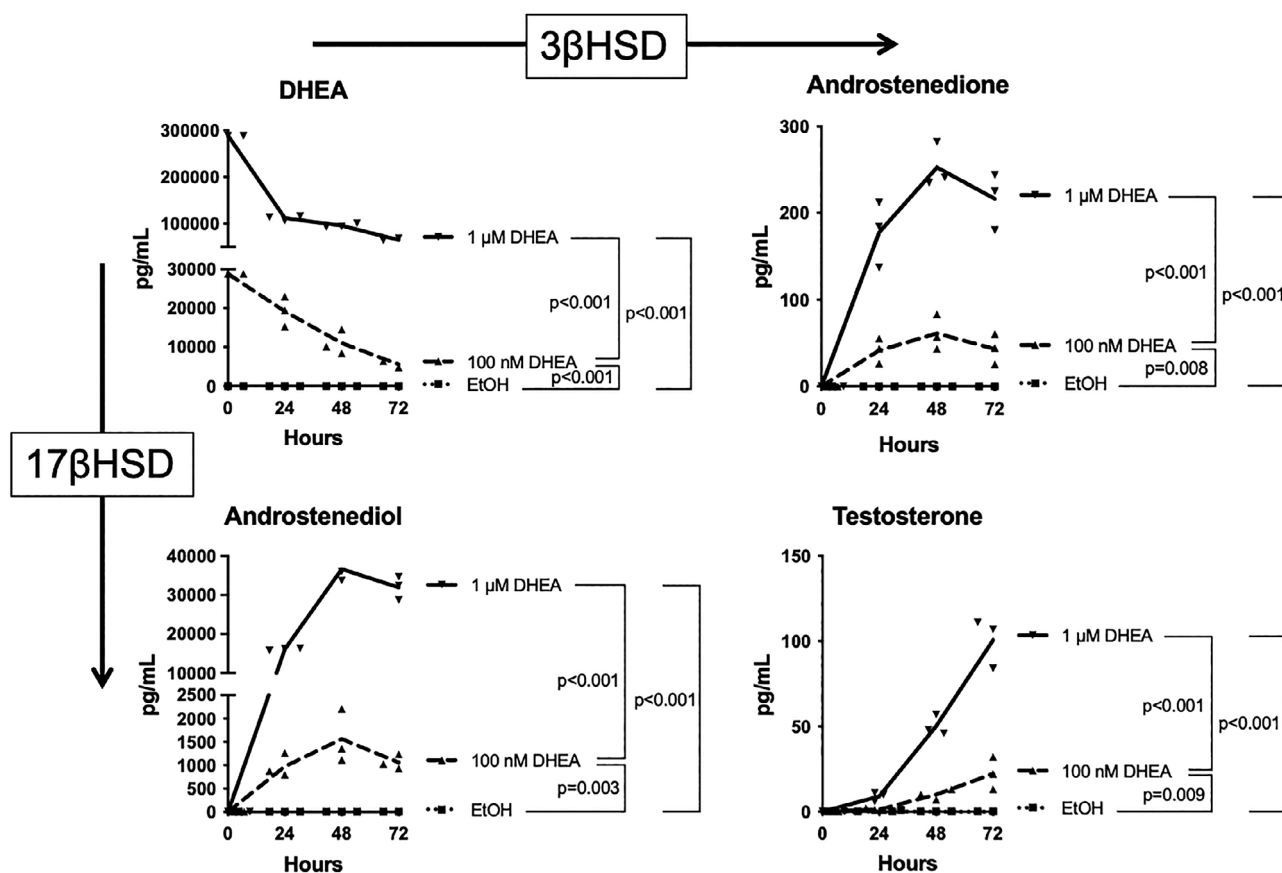 3βHSD
DHEA
Androstenedione
300000
200000
100000
30000
20000
10000
0
pg/mL
0 24 48 72
Hours
1 µM DHEA
100 nM DHEA
EtOH
p<0.001
p<0.001
p<0.001
300
200
100
0
pg/mL
0 24 48 72
Hours
1 µM DHEA
100 nM DHEA
EtOH
p<0.001
p=0.008
p<0.001
17βHSD
Androstenediol
Testosterone
40000
30000
20000
10000
2500
2000
1500
1000
500
0
pg/mL
0 24 48 72
Hours
1 µM DHEA
100 nM DHEA
EtOH
p<0.001
p=0.003
p<0.001
150
100
50
0
pg/mL
0 24 48 72
Hours
1 µM DHEA
100 nM DHEA
EtOH
p<0.001
p=0.009
p<0.001